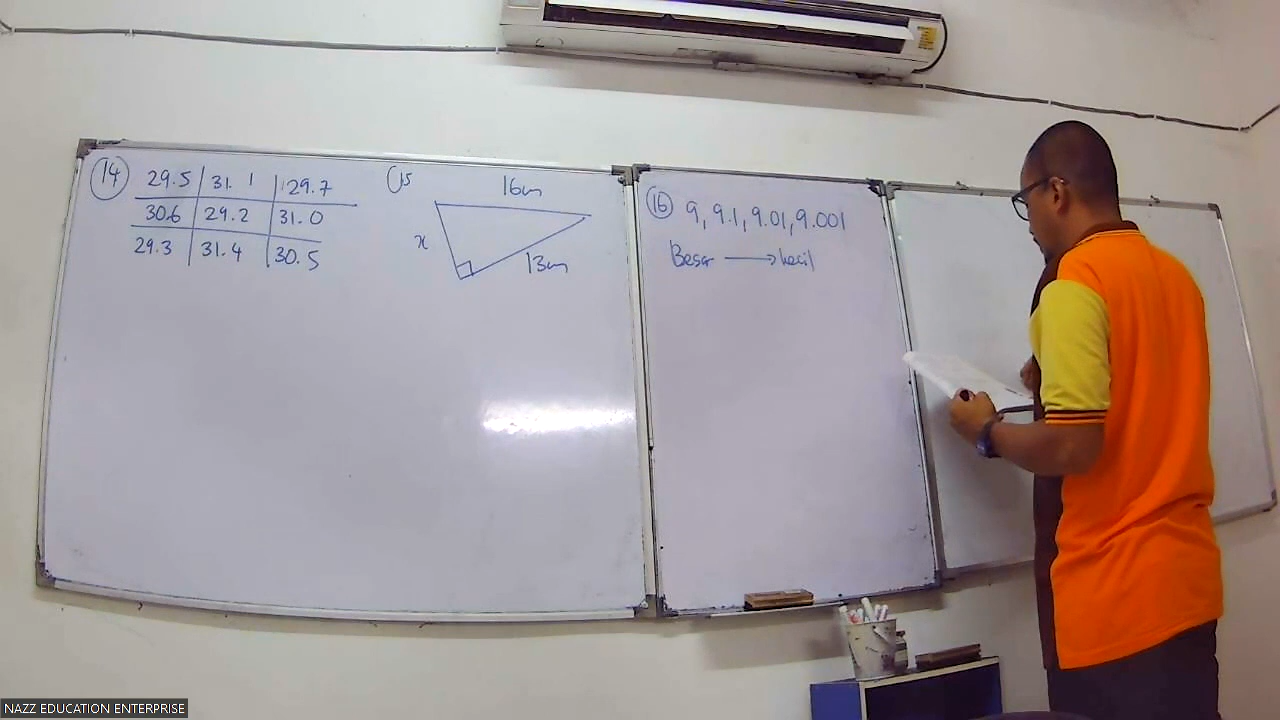 14 29.5 31.1 29.7
30.6 29.2 31.0
29.3 31.4 30.5
15 16cm
x
13cm
16 9, 9.1, 9.01, 9.001
Besar → kecil
NAZZ EDUCATION ENTERPRISE